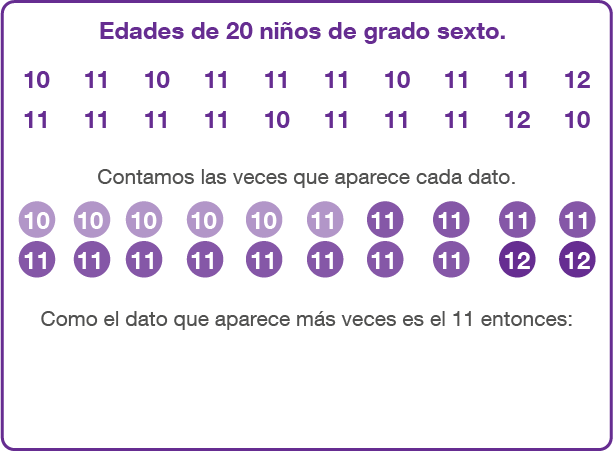 Edades de 20 niños de grado sexto.
10 11 10 11 11 11 10 11 11 12
11 11 11 11 10 11 11 11 12 10
Contamos las veces que aparece cada dato.
10 10 10 10 10 11 11 11 11 11
11 11 11 11 11 11 11 11 12 12
Como el dato que aparece más veces es el 11 entonces: